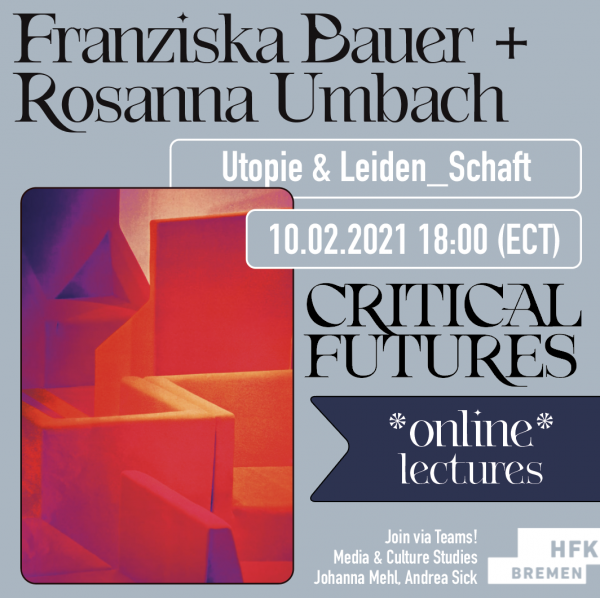 Franziska Bauer +
Rosanna Umbach
Utopie & Leiden_Schaft
10.02.2021 18:00 (ECT)
CRITICAL
FUTURES
*online*
lectures
Join via Teams!
Media & Culture Studies
Johanna Mehl, Andrea Sick
HFK
BREMEN